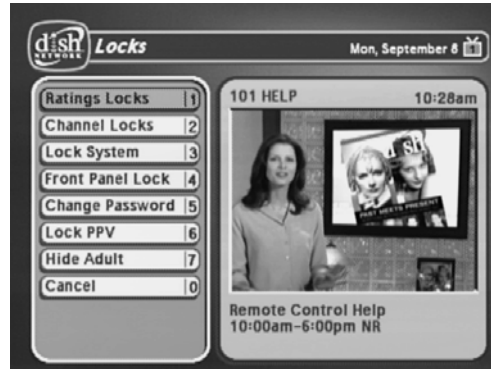 dish
NETWORK
Locks
Mon, September 8
Ratings Locks 1
Channel Locks 2
Lock System 3
Front Panel Lock 4
Change Password 5
Lock PPV 6
Hide Adult 7
Cancel 0
101 HELP 10:28am
PAST MEETS PRESENT
Remote Control Help
10:00am-6:00pm NR